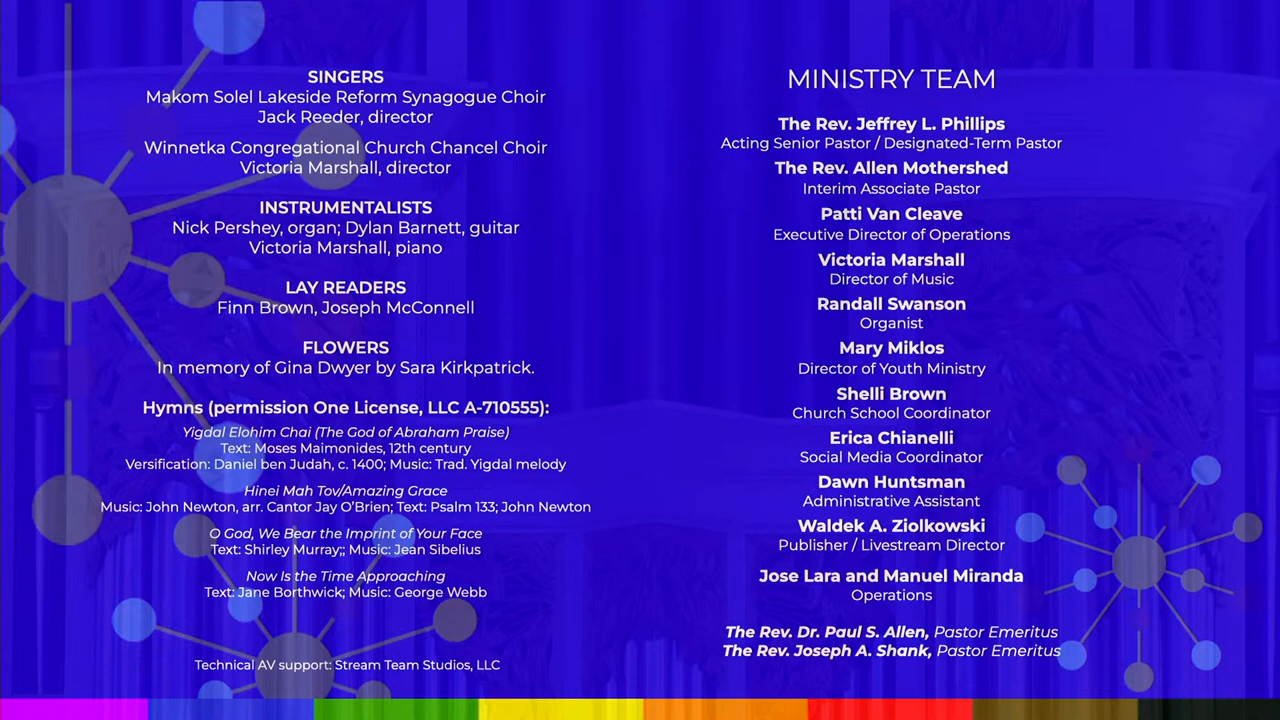 SINGERS
Makom Solel Lakeside Reform Synagogue Choir
Jack Reeder, director
Winnetka Congregational Church Chancel Choir
Victoria Marshall, director
INSTRUMENTALISTS
Nick Pershey, organ; Dylan Barnett, guitar
Victoria Marshall, piano
LAY READERS
Finn Brown, Joseph McConnell
FLOWERS
In memory of Gina Dwyer by Sara Kirkpatrick.
Hymns (permission One License, LLC A-710555):
Yigdal Elohim Chai (The God of Abraham Praise)
Text: Moses Maimonides, 12th century
Versification: Daniel ben Judah, c. 1400; Music: Trad. Yigdal melody
Hinei Mah Tov/Amazing Grace
Music: John Newton, arr. Cantor Jay O'Brien; Text: Psalm 133; John Newton
O God, We Bear the Imprint of Your Face
Text: Shirley Murray;; Music: Jean Sibelius
Now Is the Time Approaching
Text: Jane Borthwick; Music: George Webb
Technical AV support: Stream Team Studios, LLC
MINISTRY TEAM
The Rev. Jeffrey L. Phillips
Acting Senior Pastor / Designated-Term Pastor
The Rev. Allen Mothershed
Interim Associate Pastor
Patti Van Cleave
Executive Director of Operations
Victoria Marshall
Director of Music
Randall Swanson
Organist
Mary Miklos
Director of Youth Ministry
Shelli Brown
Church School Coordinator
Erica Chianelli
Social Media Coordinator
Dawn Huntsman
Administrative Assistant
Waldek A. Ziolkowski
Publisher / Livestream Director
Jose Lara and Manuel Miranda
Operations
The Rev. Dr. Paul S. Allen, Pastor Emeritus
The Rev. Joseph A. Shank, Pastor Emeritus